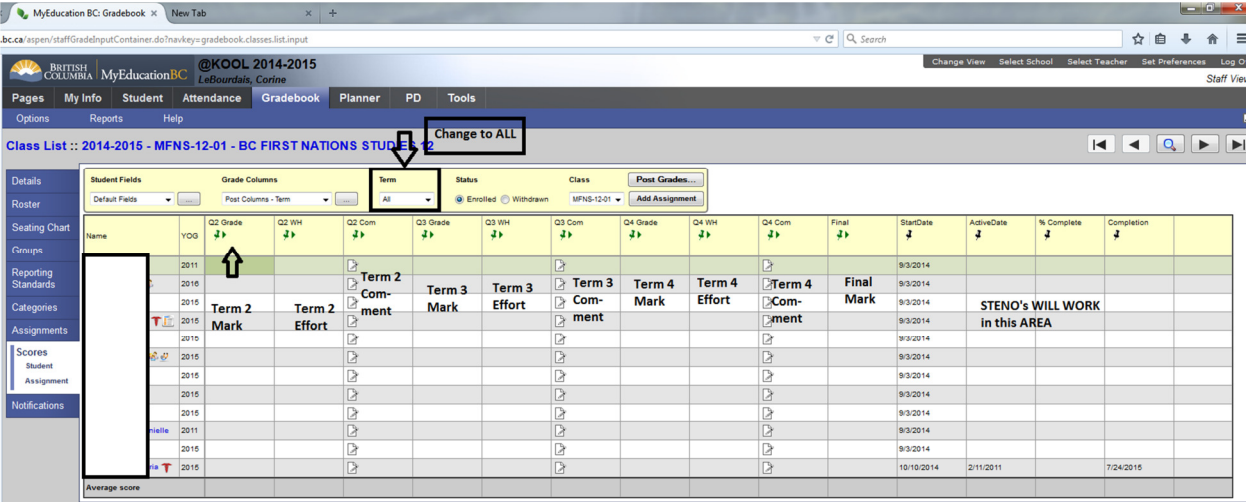 MyEducation BC: Gradebook × New Tab × +
.bc.ca/aspen/staffGradeInputContainer.do?navkey=gradebook.classes.list.input Search
BRITISH COLUMBIA MyEducationBC @KOOL 2014-2015 Change View Select School Select Teacher Set Preferences Log O
LeBourdais, Corine Staff View
Pages My Info Student Attendance Gradebook Planner PD Tools
Options Reports Help
Change to ALL
Class List :: 2014-2015 - MFNS-12-01 - BC FIRST NATIONS STUDIES 12
Details
Roster
Seating Chart
Groups
Reporting Standards
Categories
Assignments
Scores
Student
Assignment
Notifications
Student Fields Grade Columns Term Status Class Post Grades...
Default Fields ... Post Columns - Term ... All Enrolled Withdrawn MFNS-12-01 Add Assignment
Name YOG Q2 Grade Q2 WH Q2 Com Q3 Grade Q3 WH Q3 Com Q4 Grade Q4 WH Q4 Com Final StartDate ActiveDate % Complete Completion
2011 9/3/2014
2016 9/3/2014
2015 9/3/2014
2015 9/3/2014
2015 9/3/2014
2015 9/3/2014
2015 9/3/2014
2015 9/3/2014
2015 9/3/2014
nielle 2011 9/3/2014
2015 9/3/2014
ria 2015 10/10/2014 2/11/2011 7/24/2015
Average score
Term 2 Mark
Term 2 Effort
Term 2 Com-ment
Term 3 Mark
Term 3 Effort
Term 3 Com-ment
Term 4 Mark
Term 4 Effort
Term 4 Com-ment
Final Mark
STENO's WILL WORK
in this AREA